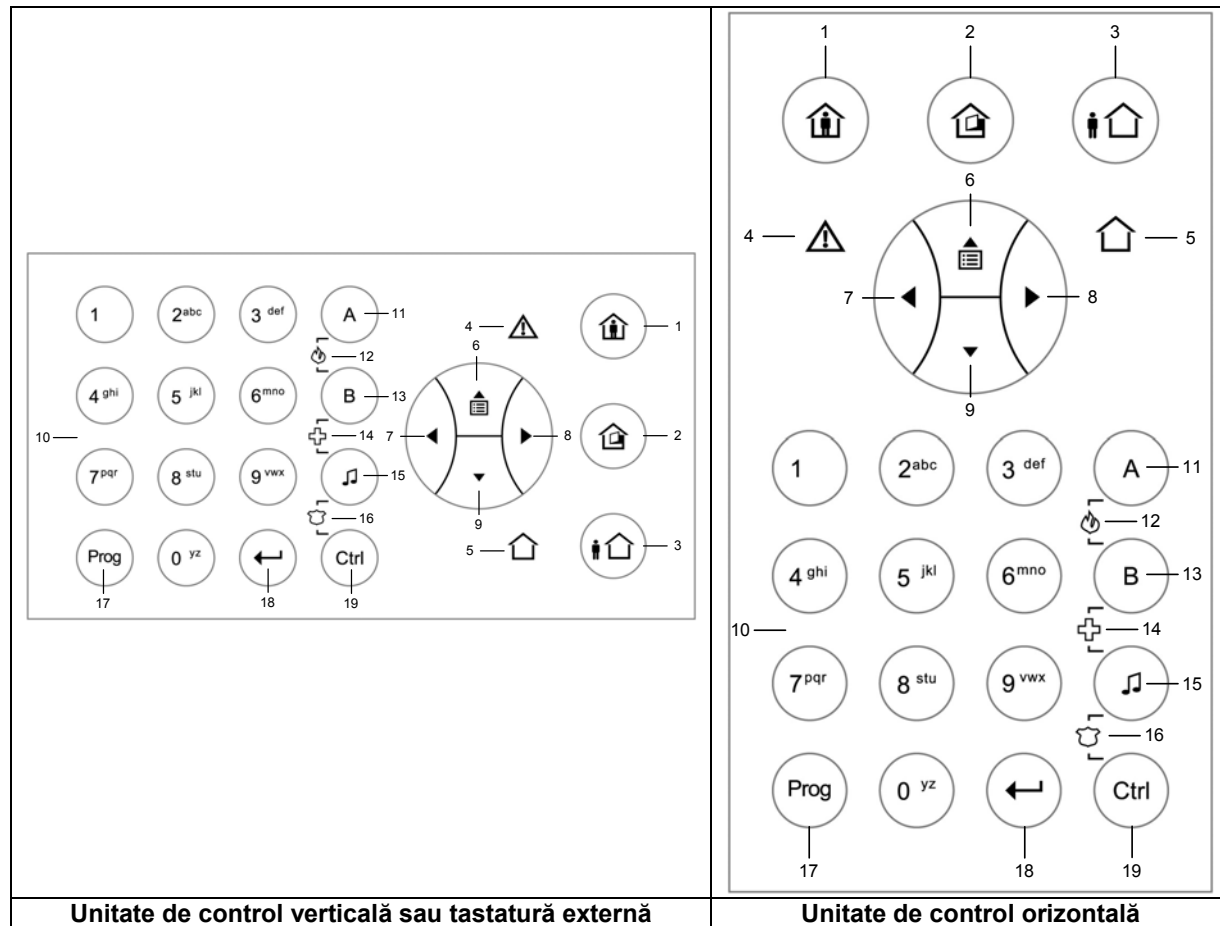 1 2abc 3 def A 11
12
4 ghi 5 jkl 6mno B 13
10 14
7pqr 8 stu 9 vwx 15
16
Prog 0 yz Ctrl
17 18 19
4 1
6
7 8 2
9
5 3
Unitate de control verticală sau tastatură externă
1 2 3
6
4 5
7 8
9
1 2abc 3 def A 11
12
4 ghi 5 jkl 6mno B 13
10 14
7pqr 8 stu 9 vwx 15
16
Prog 0 yz Ctrl
17 18 19
Unitate de control orizontală